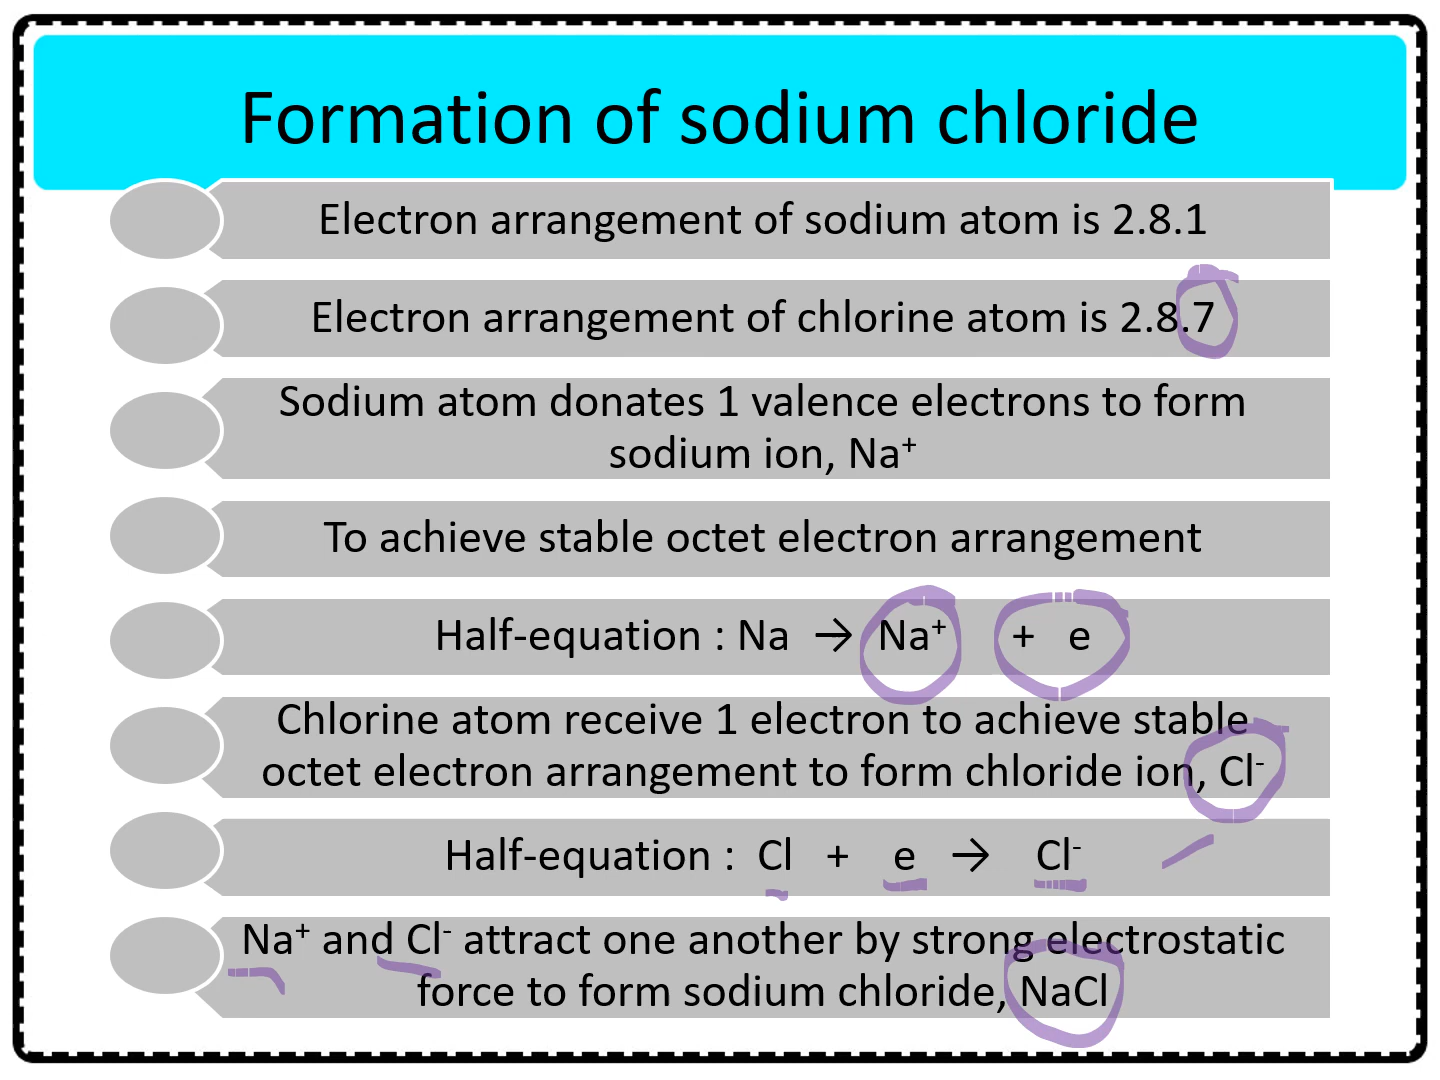 Formation of sodium chloride
Electron arrangement of sodium atom is 2.8.1
Electron arrangement of chlorine atom is 2.8.7
Sodium atom donates 1 valence electrons to form
sodium ion, Na⁺
To achieve stable octet electron arrangement
Half-equation : Na → Na⁺ + e
Chlorine atom receive 1 electron to achieve stable
octet electron arrangement to form chloride ion, Cl⁻
Half-equation : Cl + e → Cl⁻
Na⁺ and Cl⁻ attract one another by strong electrostatic
force to form sodium chloride, NaCl